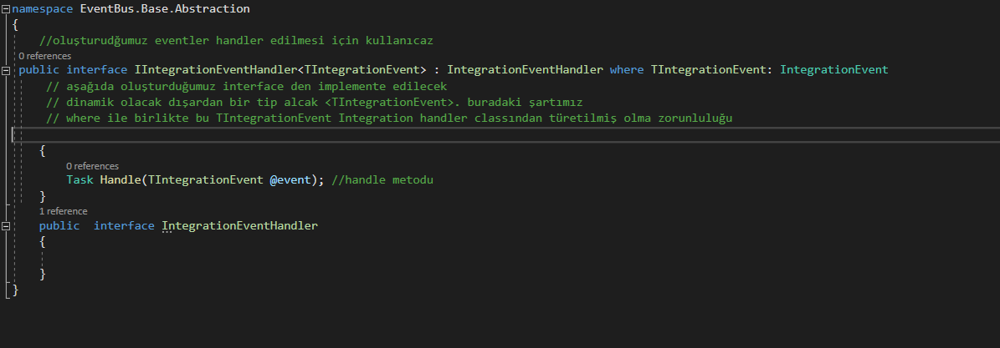 namespace EventBus.Base.Abstraction
{
//oluşturudğumuz eventler handler edilmesi için kullanıcaz
0 references
public interface IIntegrationEventHandler<TIntegrationEvent> : IntegrationEventHandler where TIntegrationEvent: IntegrationEvent
// aşağıda oluşturduğumuz interface den implemente edilecek
// dinamik olacak dışardan bir tip alcak <TIntegrationEvent>. buradaki şartımız
// where ile birlikte bu TIntegrationEvent Integration handler classından türetilmiş olma zorunluluğu
{
0 references
Task Handle(TIntegrationEvent @event); //handle metodu
}
1 reference
public  interface IntegrationEventHandler
{
}
}